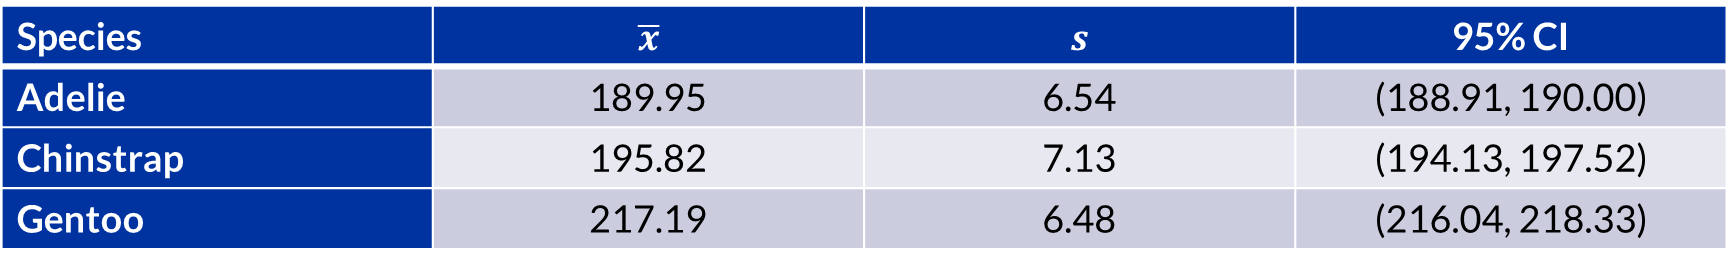 Species x̅ s 95% CI
Adelie 189.95 6.54 (188.91, 190.00)
Chinstrap 195.82 7.13 (194.13, 197.52)
Gentoo 217.19 6.48 (216.04, 218.33)